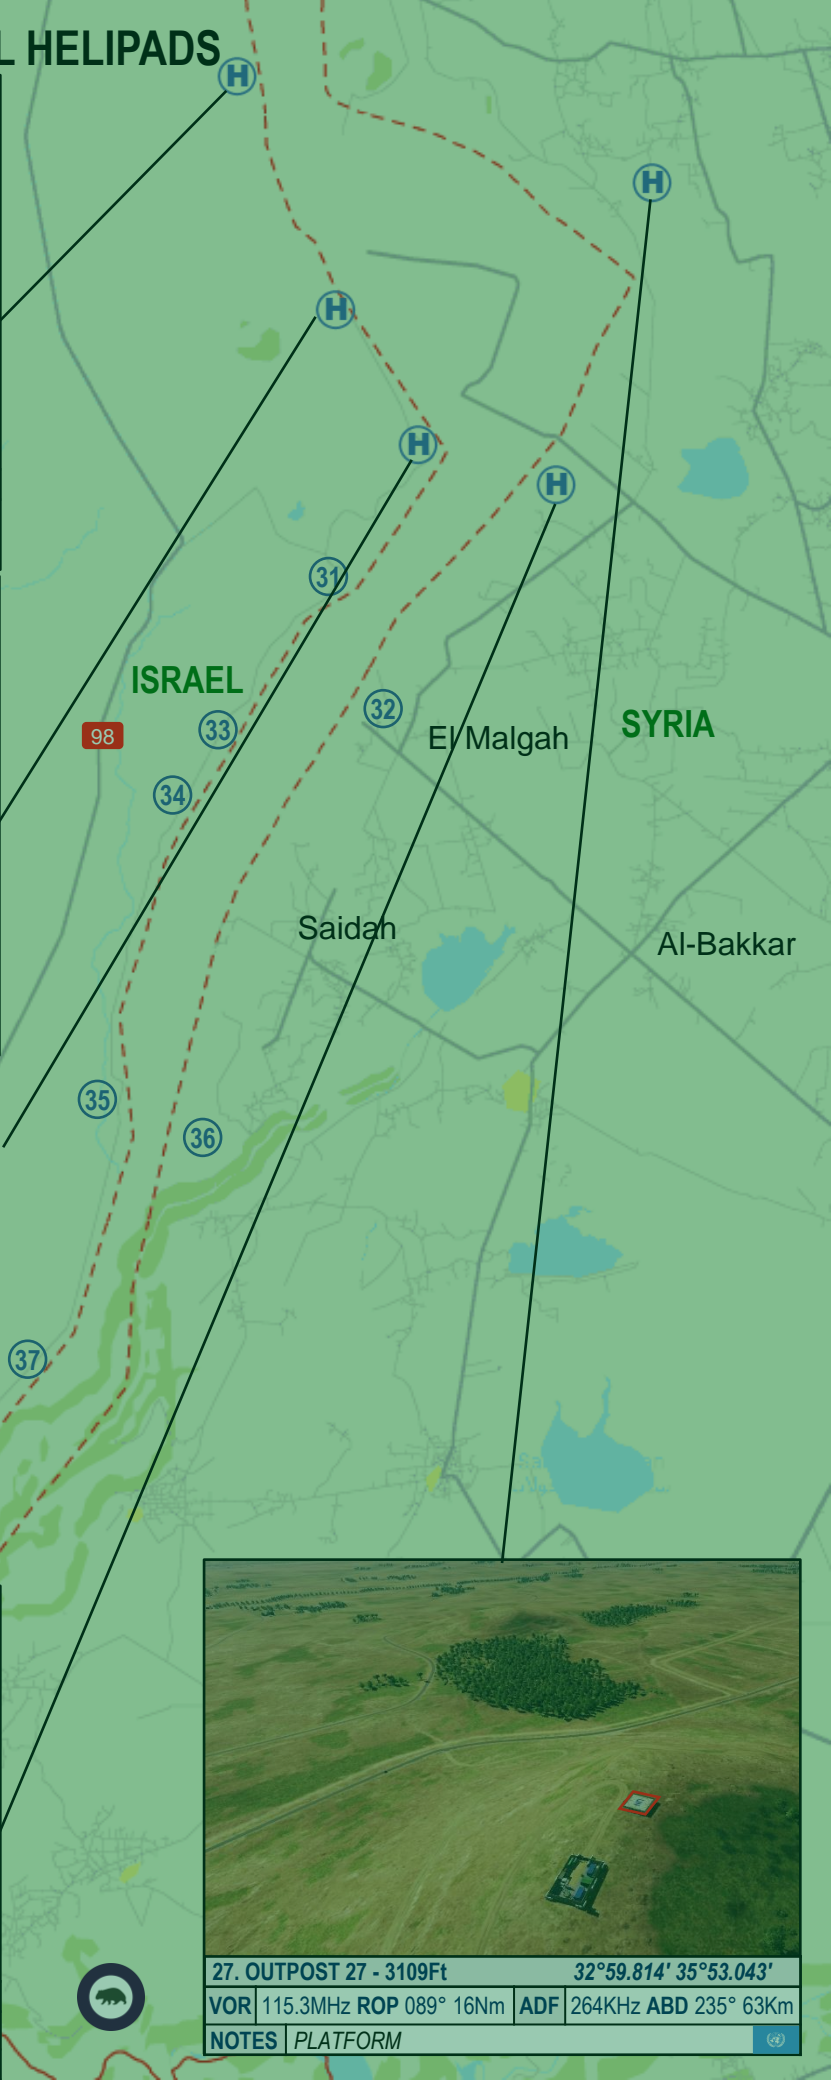 L HELIPADS
H
H
H
H
H
31
ISRAEL
33
98
32
El Malgah
SYRIA
34
Saidah
Al-Bakkar
35
36
37
27. OUTPOST 27 - 3109Ft 32°59.814' 35°53.043'
VOR 115.3MHz ROP 089° 16Nm ADF 264KHz ABD 235° 63Km
NOTES PLATFORM